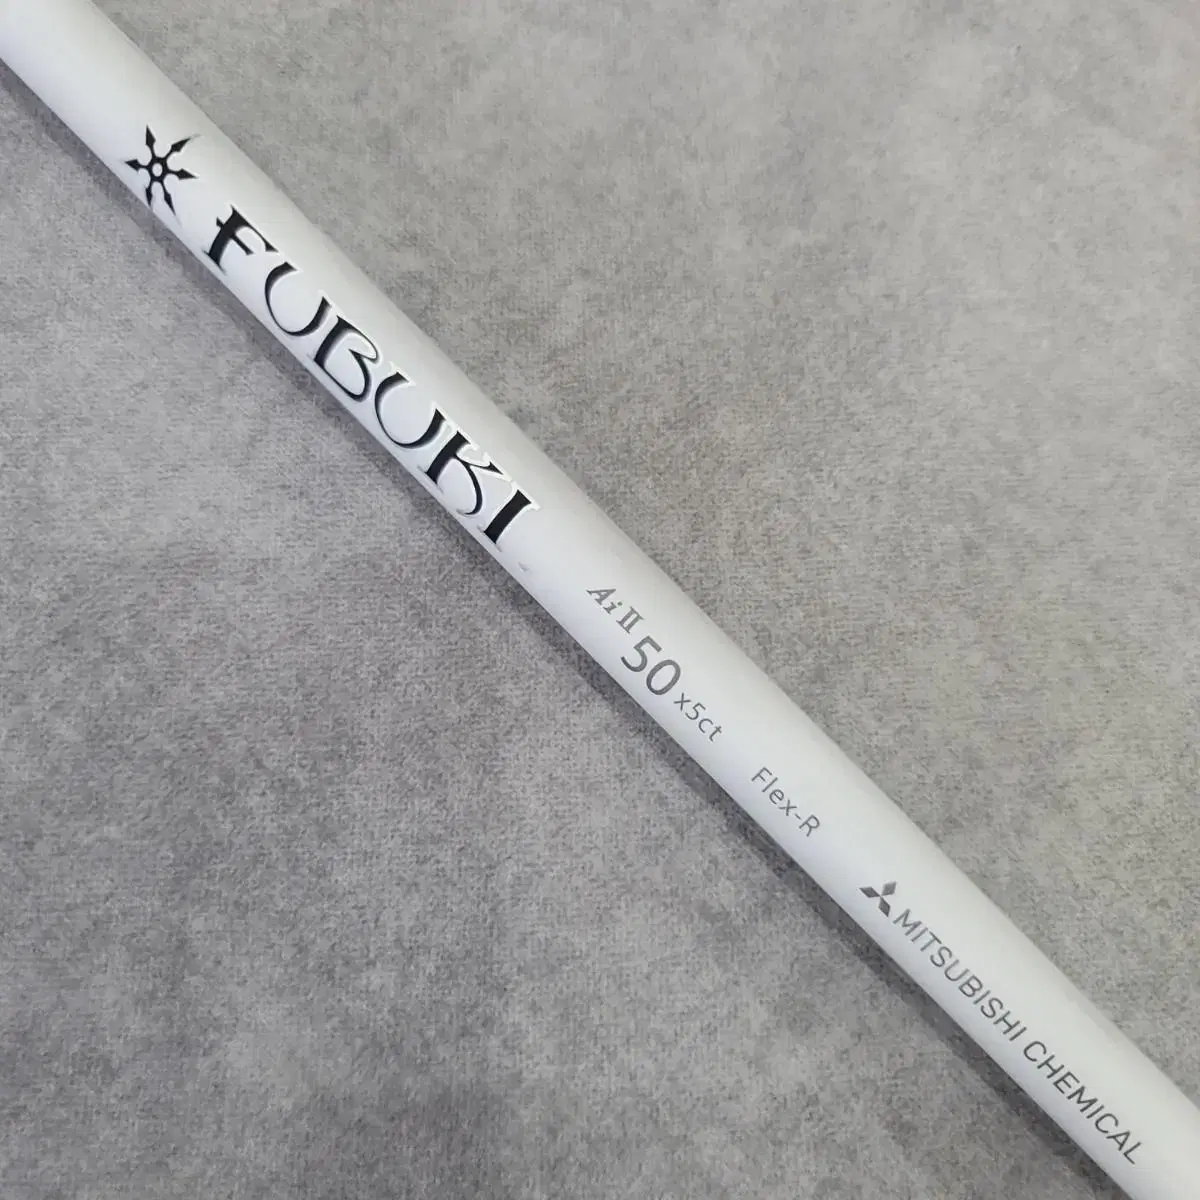 FUBUKI
Ai II 50 x5ct Flex-R
MITSUBISHI CHEMICAL